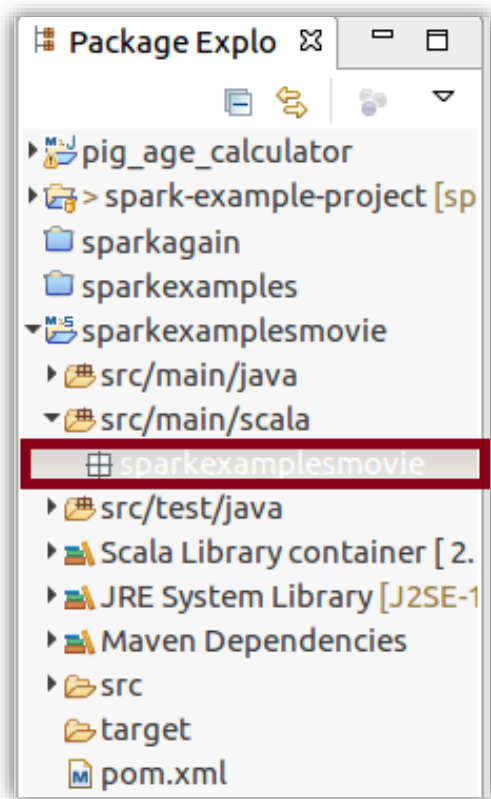 Package Explo
pig_age_calculator
> spark-example-project [sp
sparkagain
sparkexamples
sparkexamplesmovie
src/main/java
src/main/scala
sparkexamplesmovie
src/test/java
Scala Library container [ 2.
JRE System Library [J2SE-1
Maven Dependencies
src
target
pom.xml